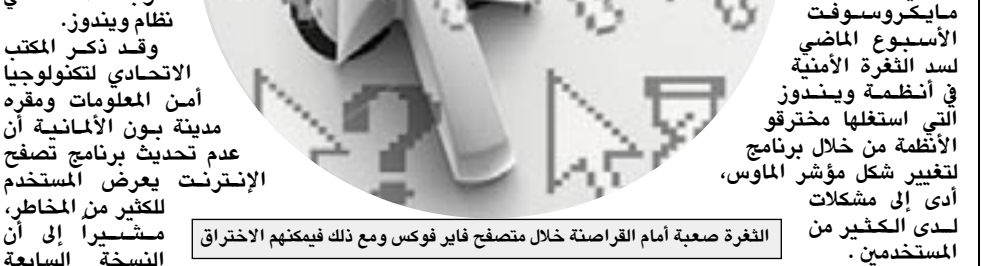 مايكروسوفت
الأسبوع الماضي
لسد الثغرة الأمنية
في أنظمة ويندوز
التي استغلها مخترقو
الأنظمة من خلال برنامج
لتغيير شكل مؤشر الماوس،
أدى إلى مشكلات
لدى الكثير من
المستخدمين .
الثغرة صعبة أمام القراصنة خلال متصفح فاير فوكس ومع ذلك فيمكنهم الاختراق
نظام ويندوز.
وقد ذكر المكتب
الاتحادي لتكنولوجيا
أمن المعلومات ومقره
مدينة بون الألمانية أن
عدم تحديث برنامج تصفح
الإنترنت يعرض المستخدم
للكثير من المخاطر،
مشيراً إلى أن
النسخة السابعة